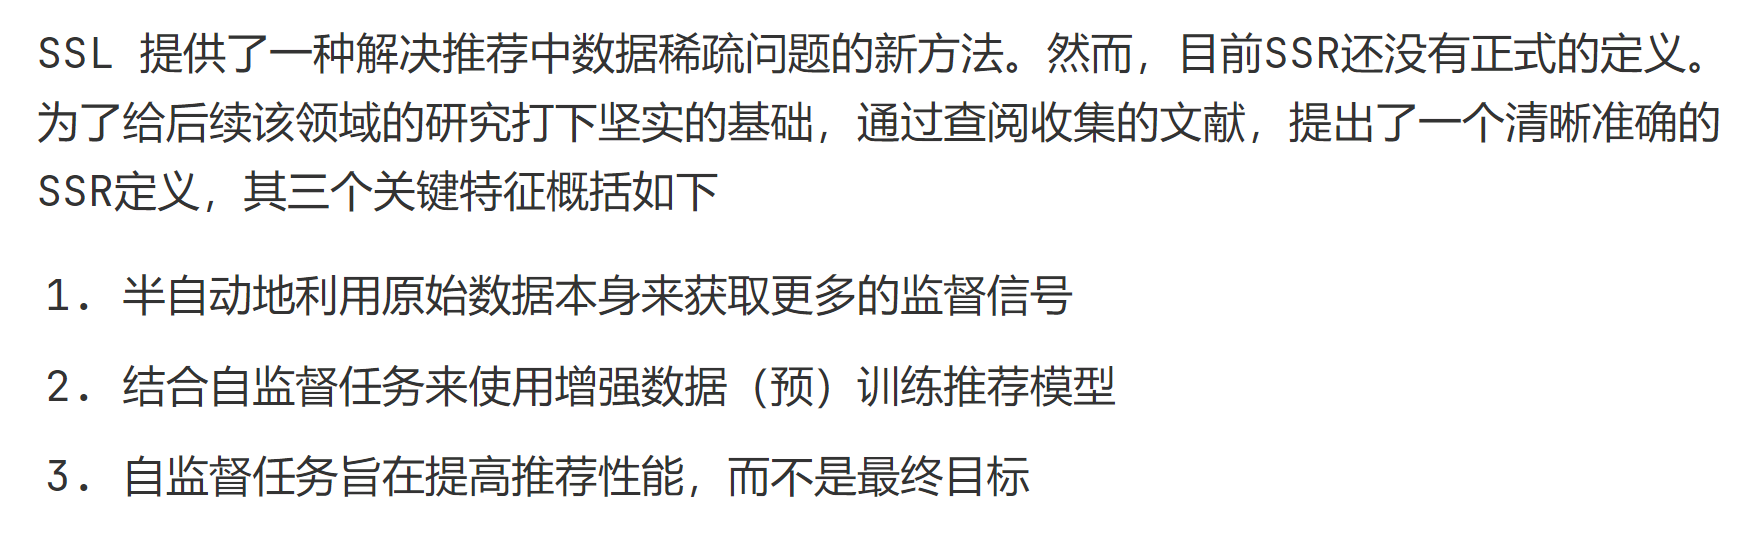 SSL 提供了一种解决推荐中数据稀疏问题的新方法。然而，目前SSR还没有正式的定义。
为了给后续该领域的研究打下坚实的基础，通过查阅收集的文献，提出了一个清晰准确的
SSR定义，其三个关键特征概括如下
1. 半自动地利用原始数据本身来获取更多的监督信号
2. 结合自监督任务来使用增强数据（预）训练推荐模型
3. 自监督任务旨在提高推荐性能，而不是最终目标